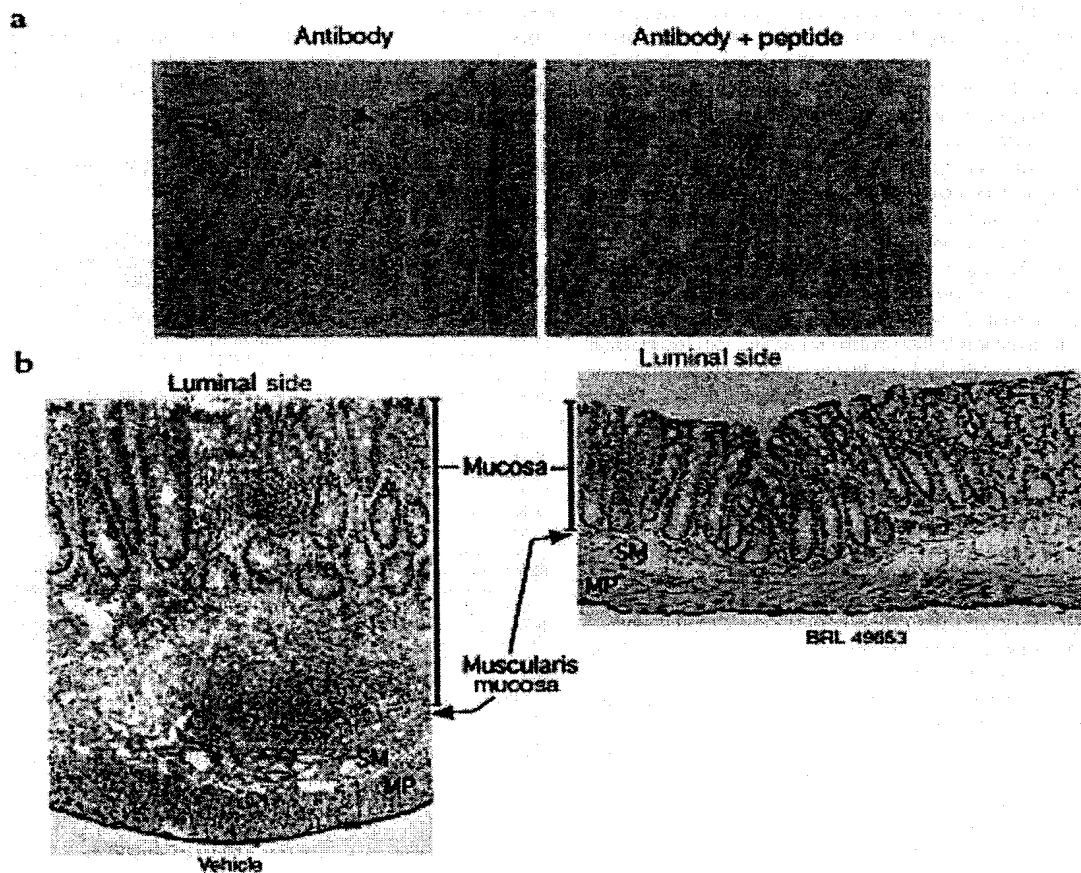 a
Antibody
Antibody + peptide
b
Luminal side
Luminal side
Mucosa
SM
MP
BRL 49653
Muscularis
mucosa
SM
MP
Vehicle